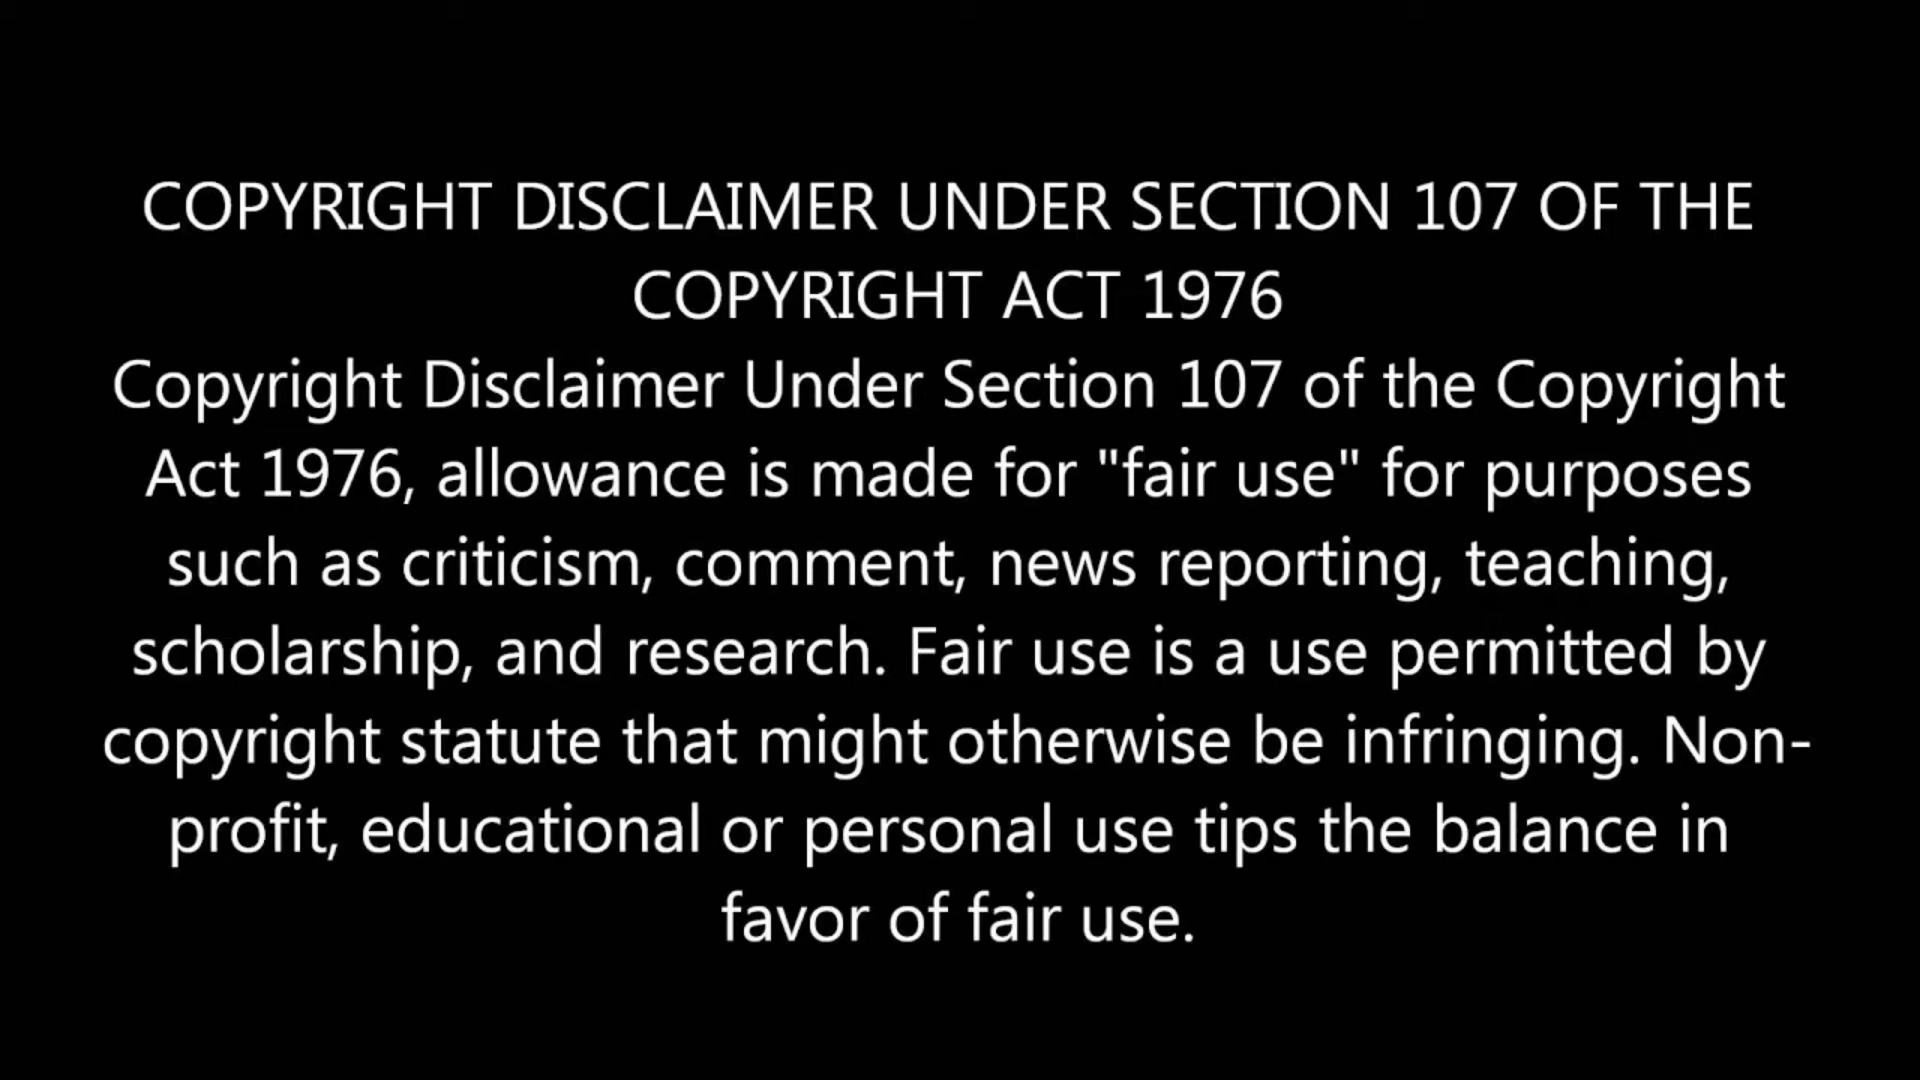 COPYRIGHT DISCLAIMER UNDER SECTION 107 OF THE
COPYRIGHT ACT 1976
Copyright Disclaimer Under Section 107 of the Copyright
Act 1976, allowance is made for "fair use" for purposes
such as criticism, comment, news reporting, teaching,
scholarship, and research. Fair use is a use permitted by
copyright statute that might otherwise be infringing. Non-
profit, educational or personal use tips the balance in
favor of fair use.